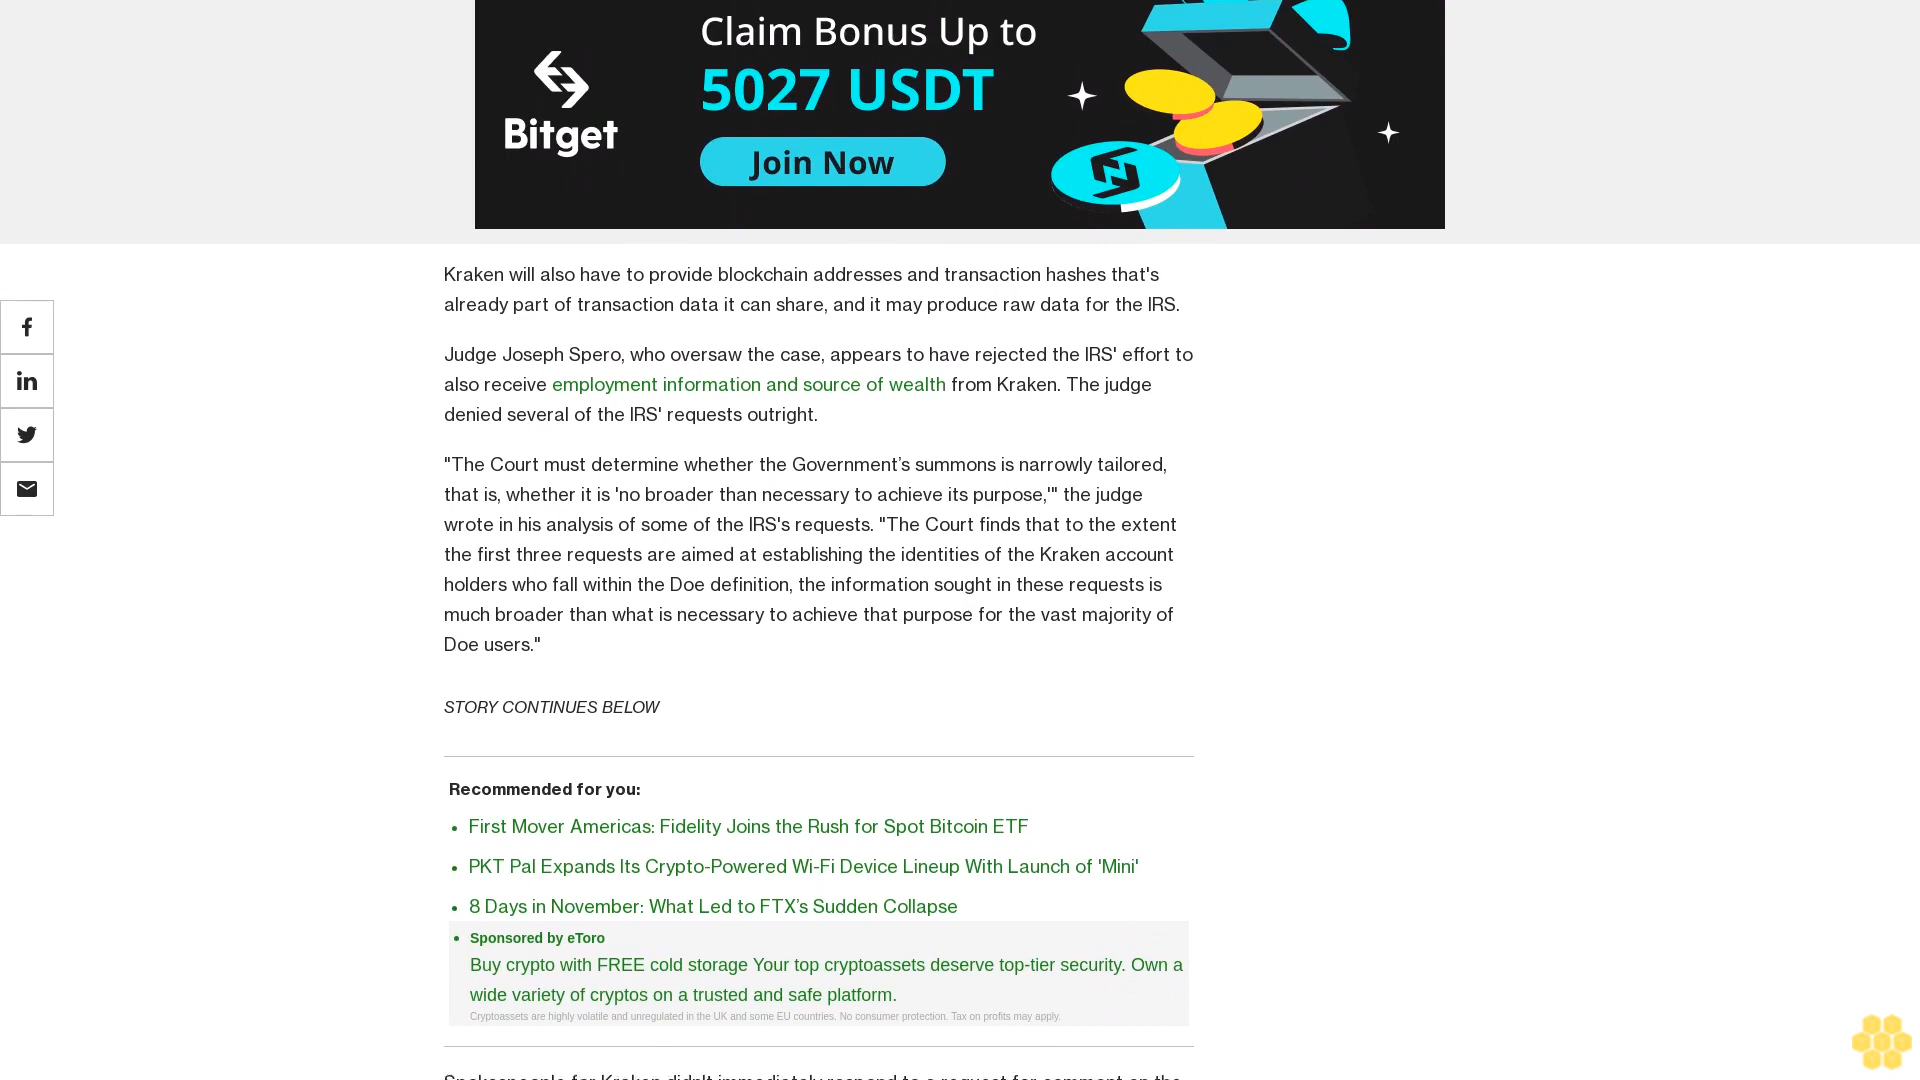 Claim Bonus Up to
5027 USDT
Bitget
Join Now
Kraken will also have to provide blockchain addresses and transaction hashes that's
already part of transaction data it can share, and it may produce raw data for the IRS.
Judge Joseph Spero, who oversaw the case, appears to have rejected the IRS' effort to
also receive employment information and source of wealth from Kraken. The judge
denied several of the IRS' requests outright.
"The Court must determine whether the Government’s summons is narrowly tailored,
that is, whether it is 'no broader than necessary to achieve its purpose,'" the judge
wrote in his analysis of some of the IRS's requests. "The Court finds that to the extent
the first three requests are aimed at establishing the identities of the Kraken account
holders who fall within the Doe definition, the information sought in these requests is
much broader than what is necessary to achieve that purpose for the vast majority of
Doe users."
STORY CONTINUES BELOW
Recommended for you:
• First Mover Americas: Fidelity Joins the Rush for Spot Bitcoin ETF
• PKT Pal Expands Its Crypto-Powered Wi-Fi Device Lineup With Launch of 'Mini'
• 8 Days in November: What Led to FTX’s Sudden Collapse
• Sponsored by eToro
Buy crypto with FREE cold storage Your top cryptoassets deserve top-tier security. Own a
wide variety of cryptos on a trusted and safe platform.
Cryptoassets are highly volatile and unregulated in the UK and some EU countries. No consumer protection. Tax on profits may apply.
Spokespeople for Kraken didn't immediately respond to a request for comment on the